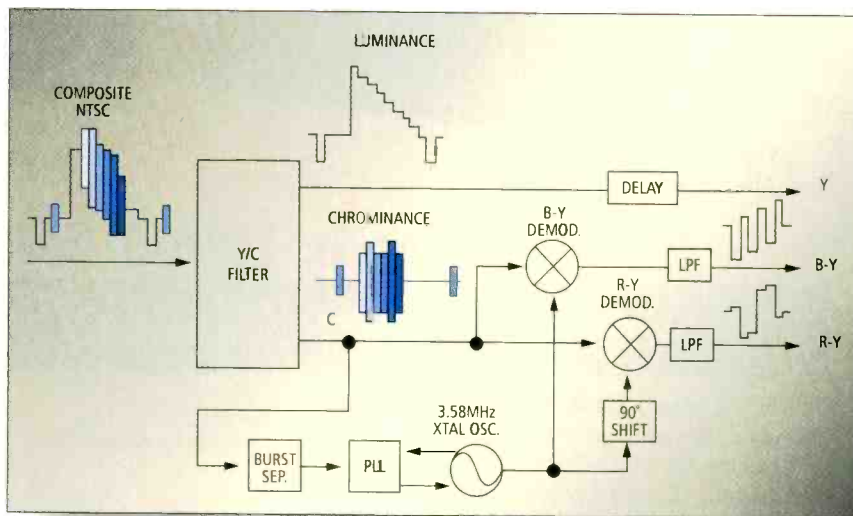 LUMINANCE
COMPOSITE
NTSC
DELAY
Y
CHROMINANCE
B-Y
DEMOD.
Y/C
FILTER
LPF
B-Y
R-Y
DEMOD.
C
LPF
R-Y
3.58MHz
XTAL OSC.
90°
SHIFT
BURST
SEP.
PLL